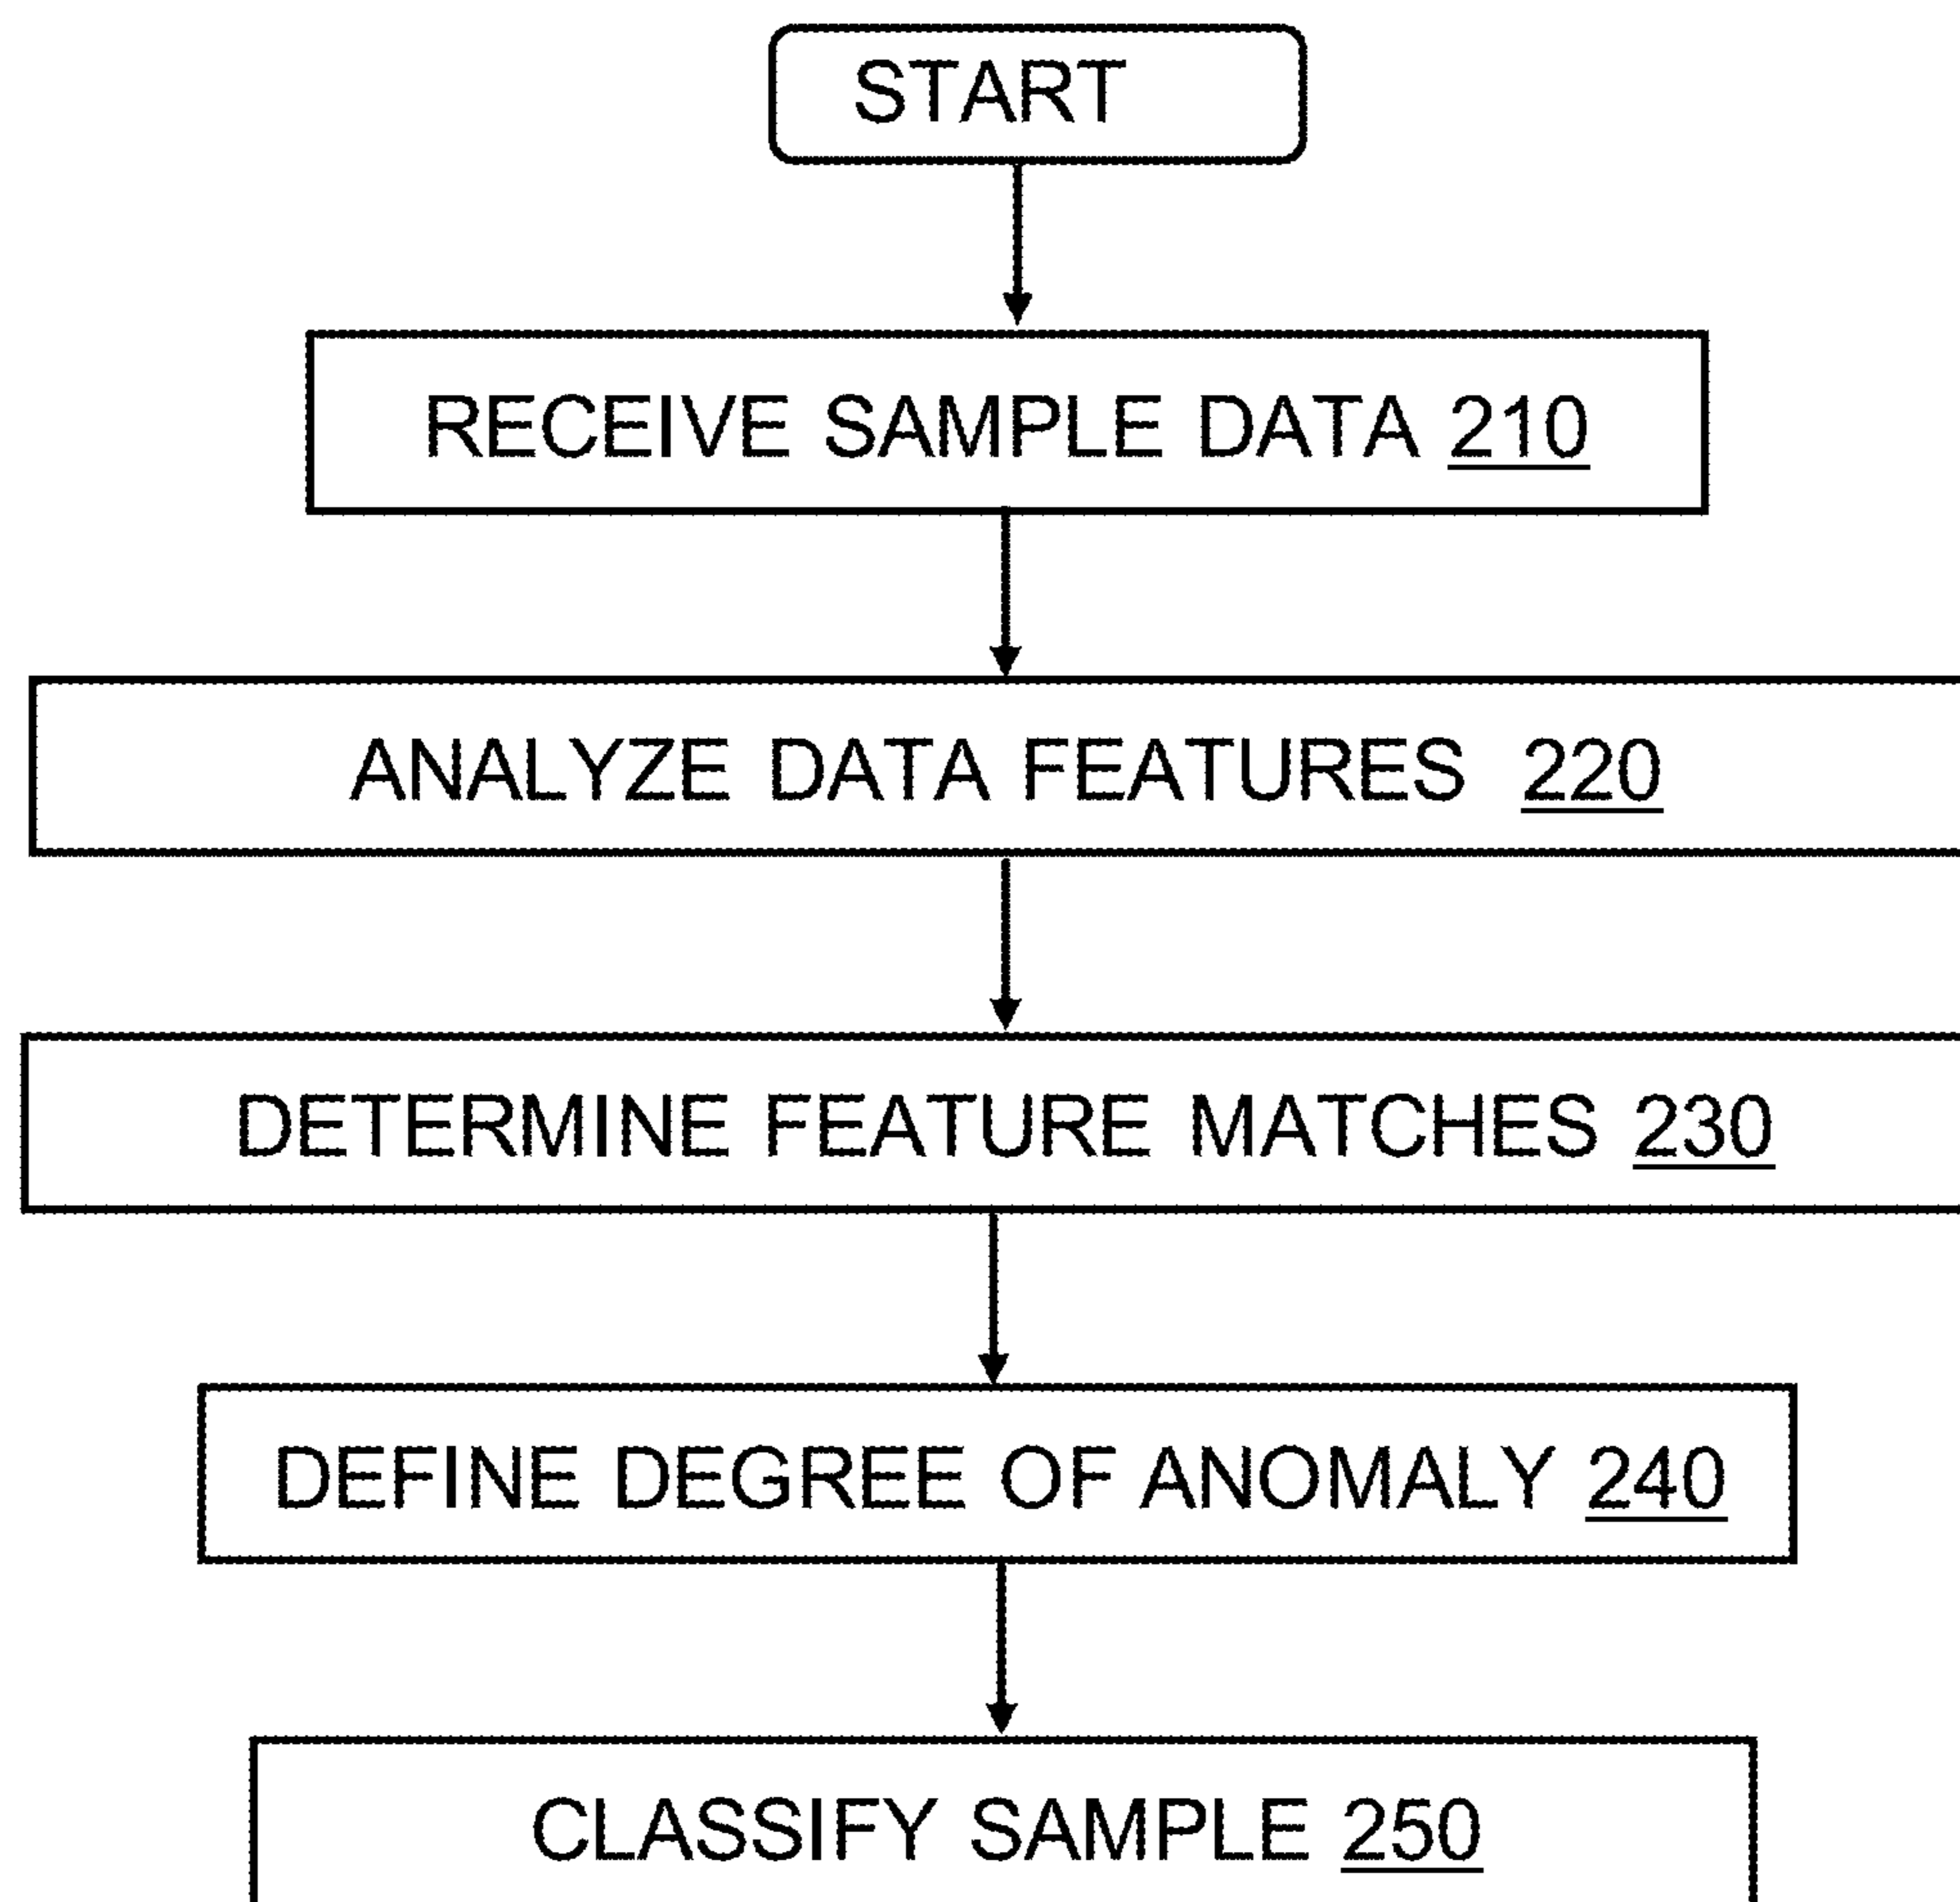 START
RECEIVE SAMPLE DATA 210
ANALYZE DATA FEATURES 220
DETERMINE FEATURE MATCHES 230
DEFINE DEGREE OF ANOMALY 240
CLASSIFY SAMPLE 250